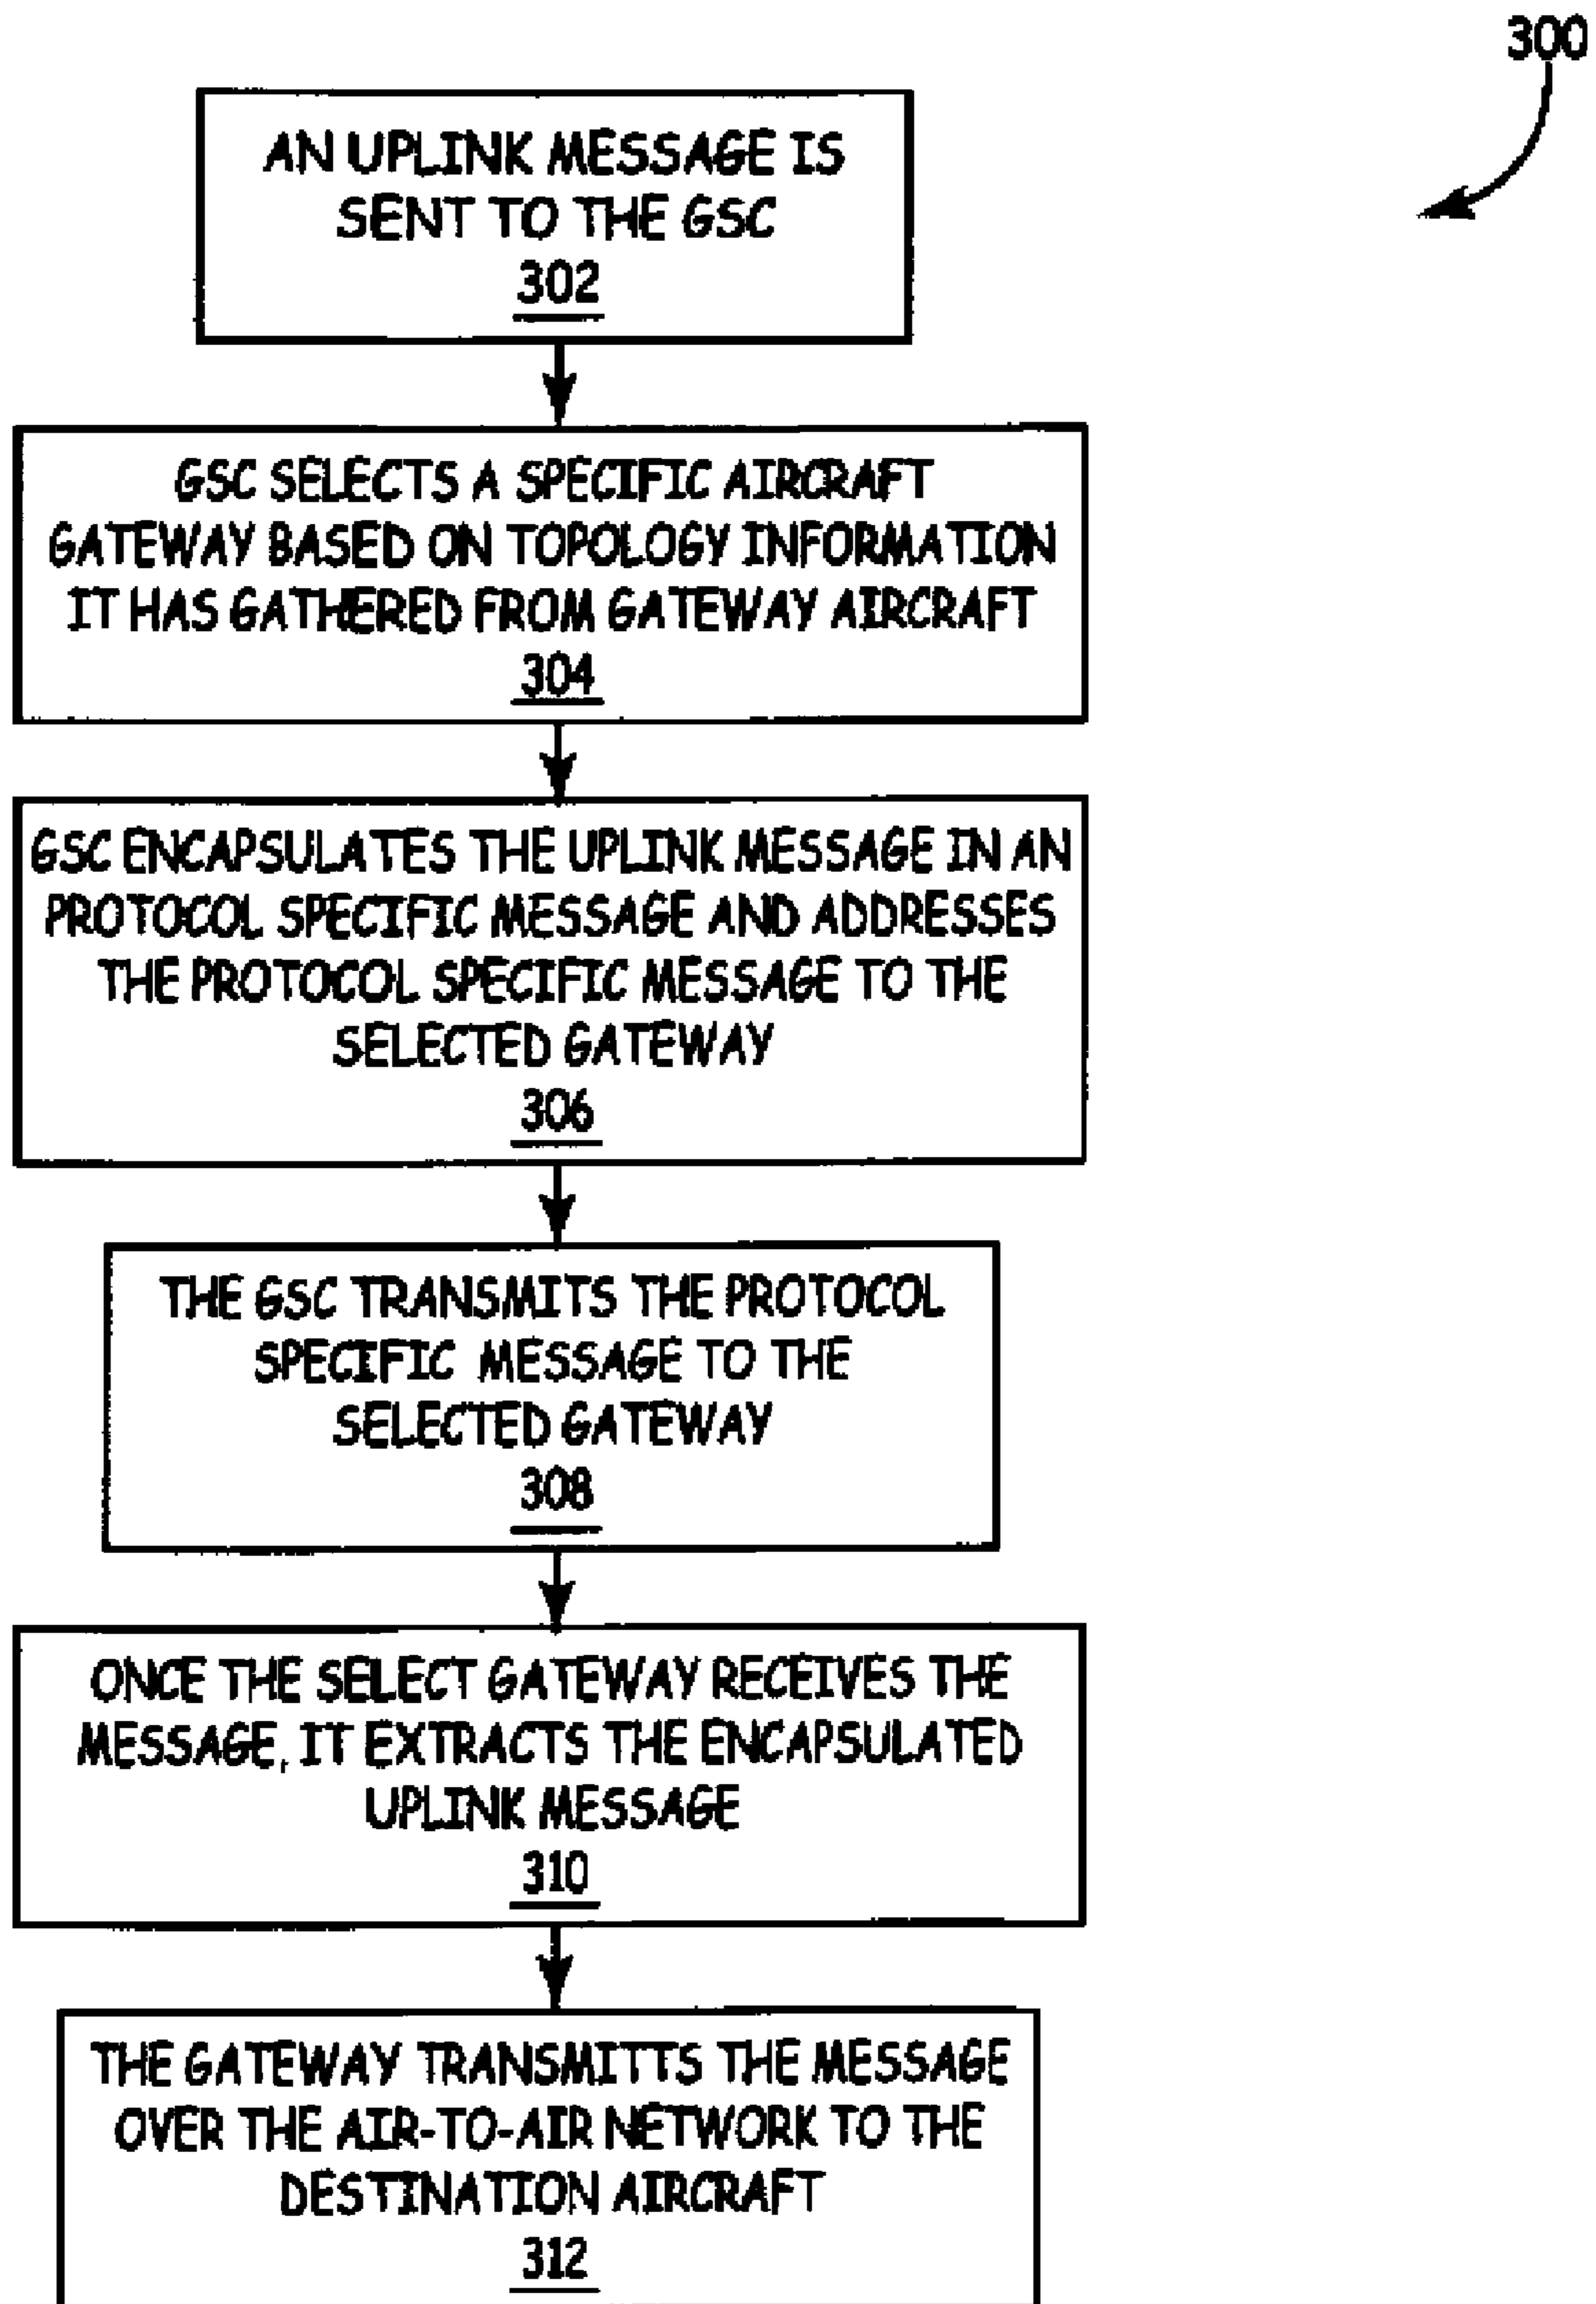 300
AN UPLINK MESSAGE IS
SENT TO THE GSC
302
GSC SELECTS A SPECIFIC AIRCRAFT
GATEWAY BASED ON TOPOLOGY INFORMATION
IT HAS GATHERED FROM GATEWAY AIRCRAFT
304
GSC ENCAPSULATES THE UPLINK MESSAGE IN AN
PROTOCOL SPECIFIC MESSAGE AND ADDRESSES
THE PROTOCOL SPECIFIC MESSAGE TO THE
SELECTED GATEWAY
306
THE GSC TRANSMITS THE PROTOCOL
SPECIFIC MESSAGE TO THE
SELECTED GATEWAY
308
ONCE THE SELECT GATEWAY RECEIVES THE
MESSAGE, IT EXTRACTS THE ENCAPSULATED
UPLINK MESSAGE
310
THE GATEWAY TRANSMITTS THE MESSAGE
OVER THE AIR-TO-AIR NETWORK TO THE
DESTINATION AIRCRAFT
312